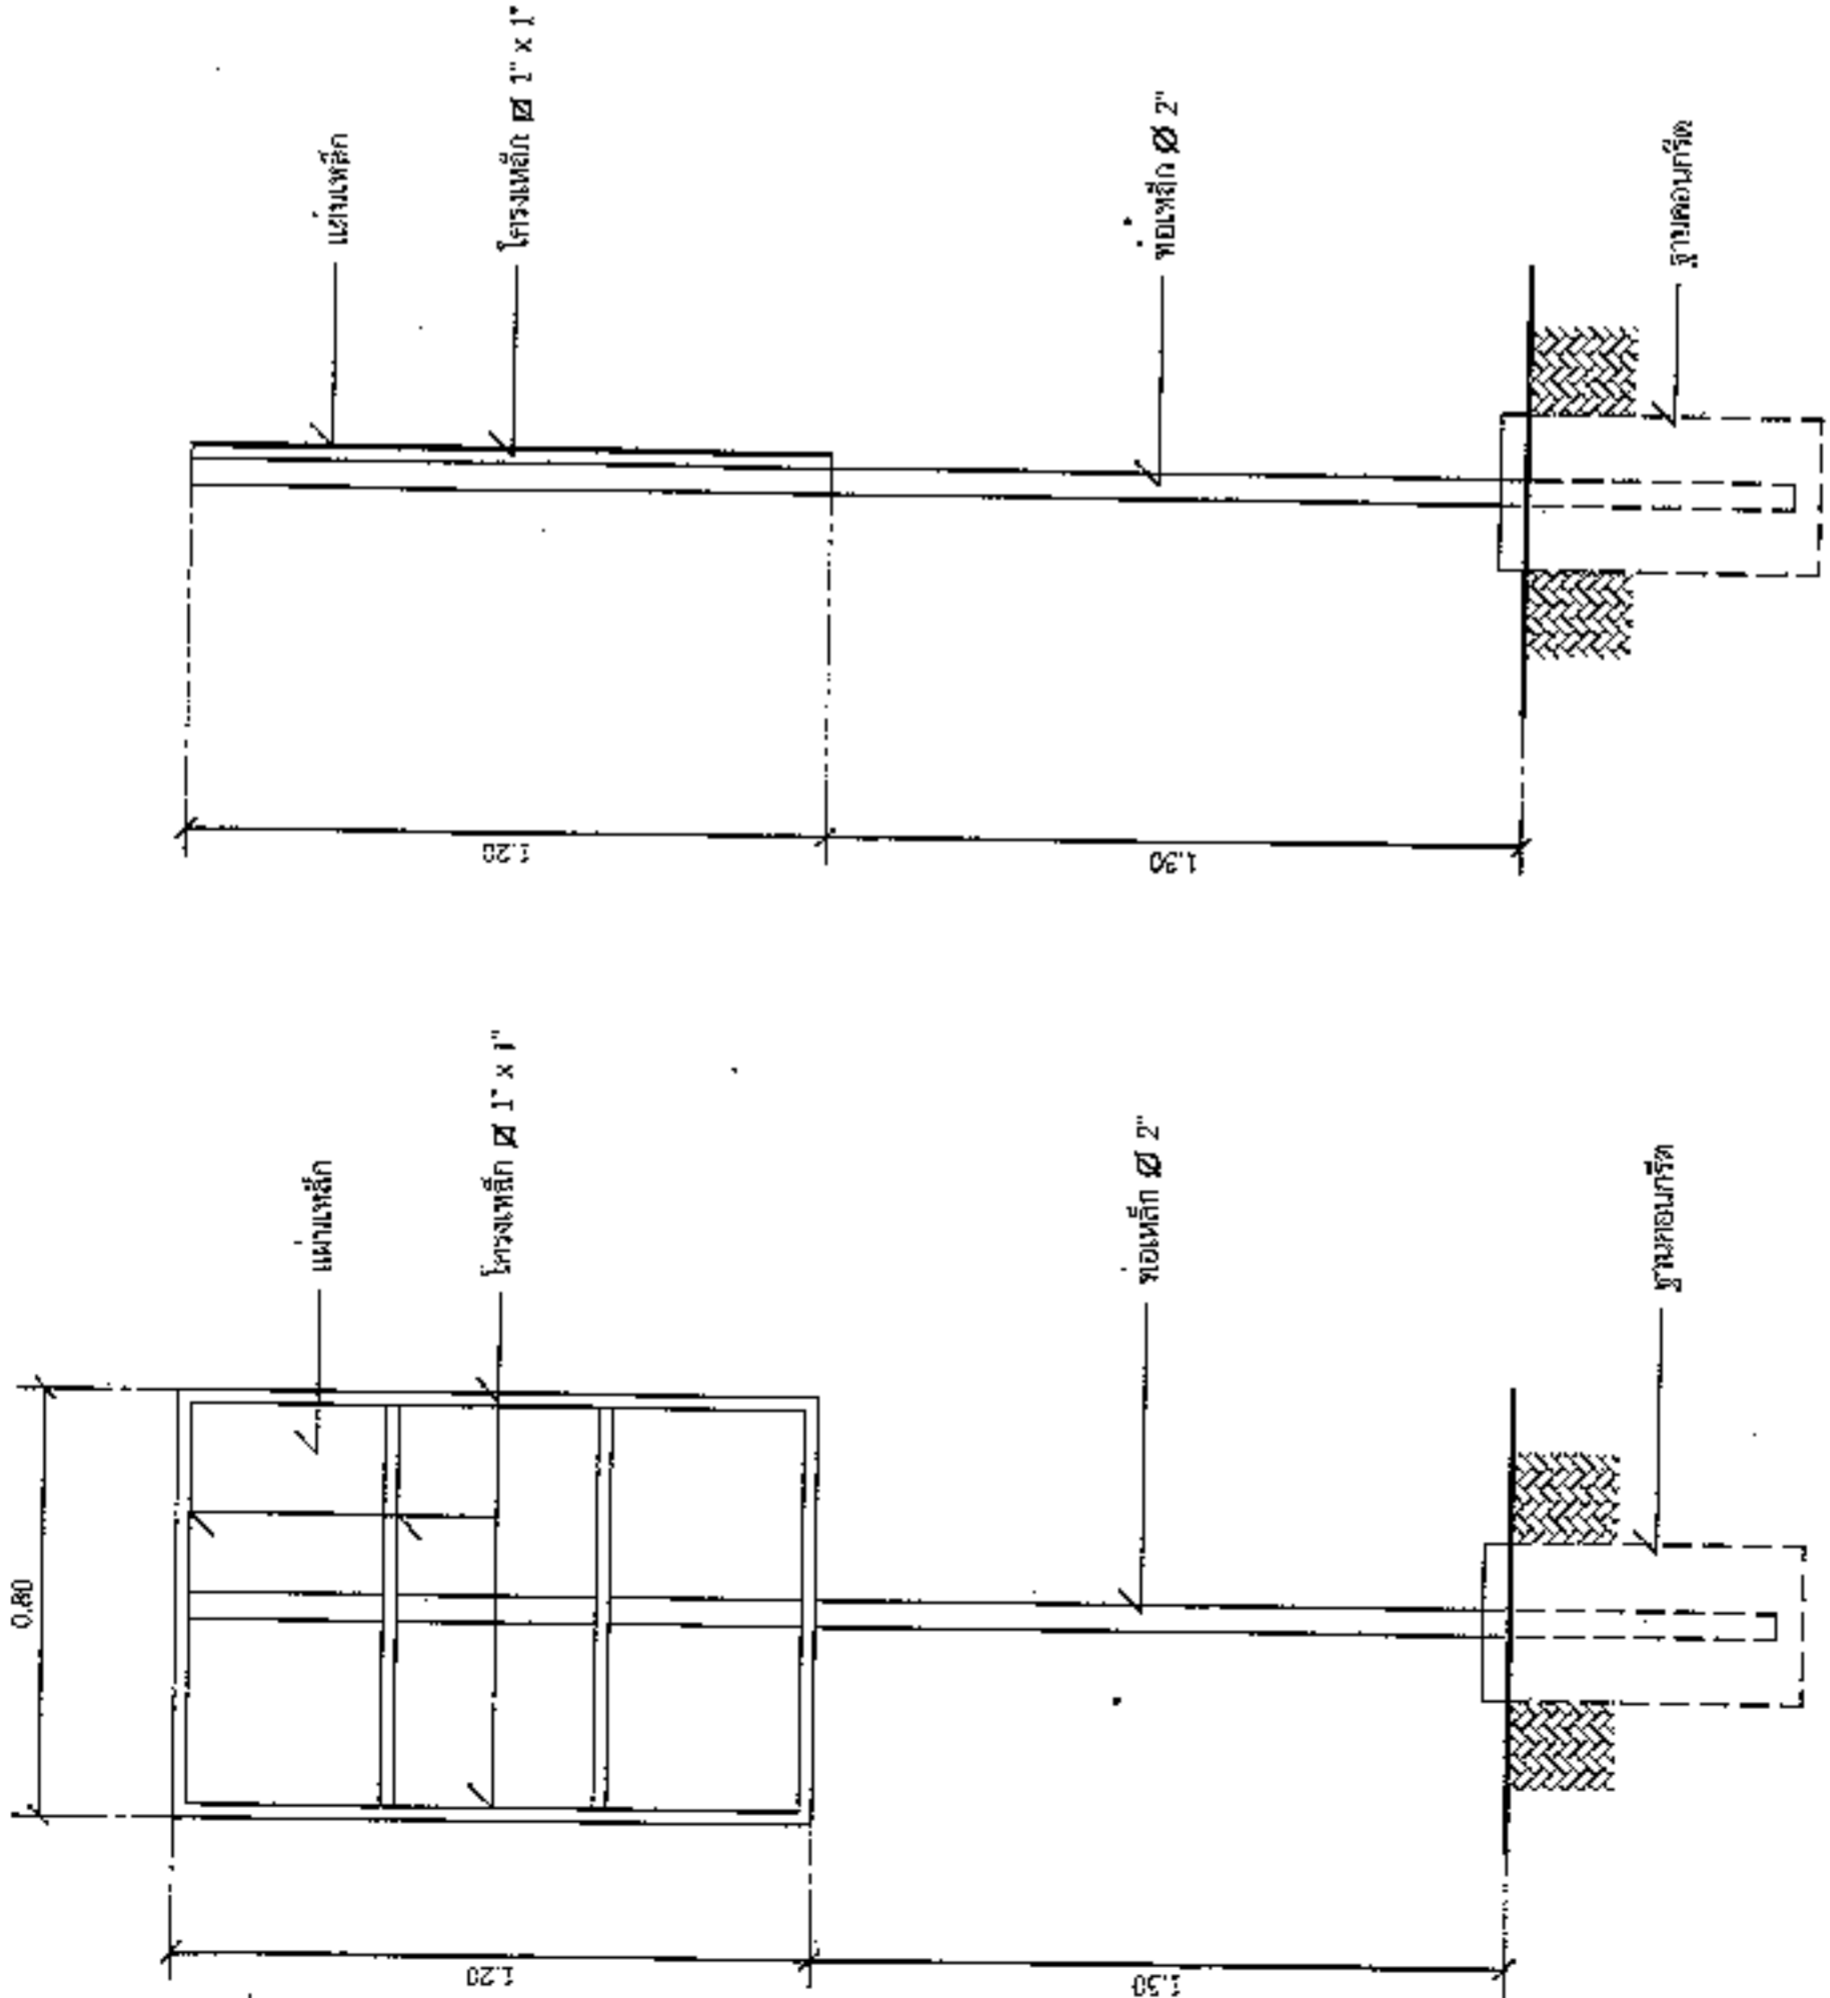 แผ่นเหล็ก
โครงเหล็ก ⧄ 1" x 1"
ท่อเหล็ก Ø 2"
ฐานคอนกรีต
1.20
1.30
แผ่นเหล็ก
โครงเหล็ก ⧄ 1" x 1"
ท่อเหล็ก Ø 2"
ฐานคอนกรีต
0.80
1.20
1.30